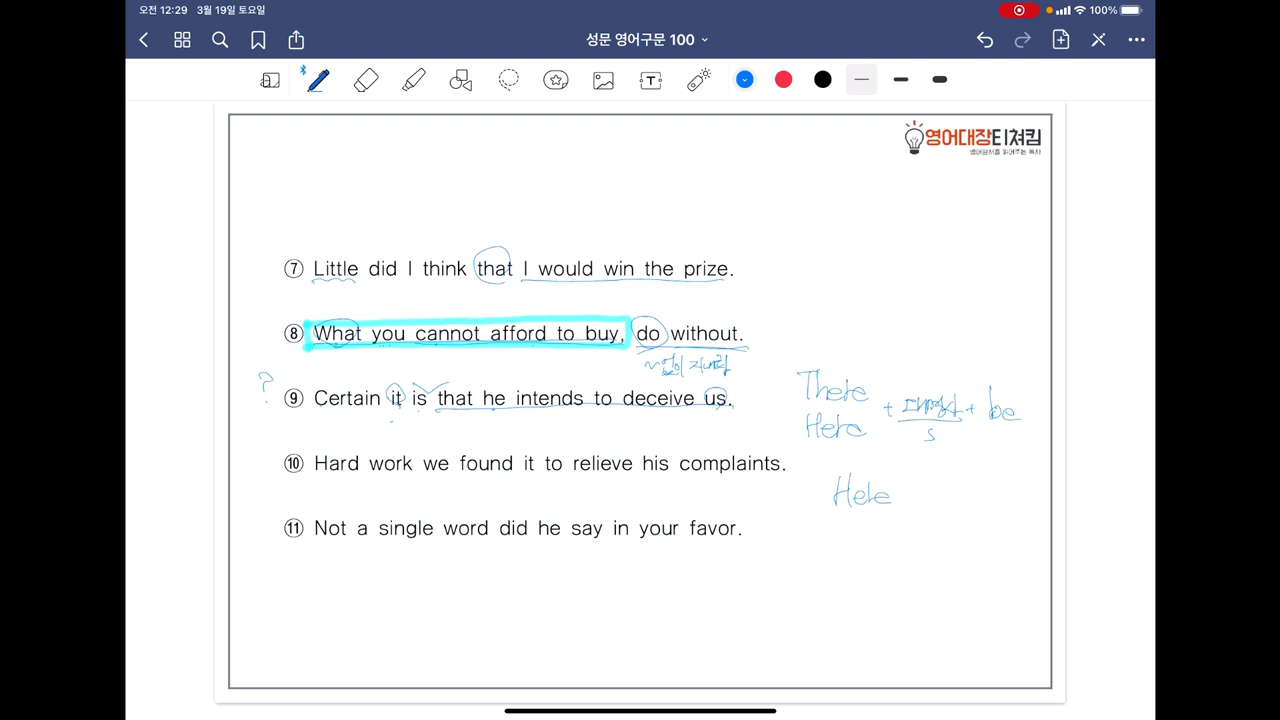 오전 12:29 3월 19일 토요일
100%
성문 영어구문 100
영어대장티쳐킴
⑦ Little did I think that I would win the prize.
⑧ What you cannot afford to buy, do without.
~없이 지내라
? ⑨ Certain it is that he intends to deceive us.
There
Here + 대명사 + be
S
⑩ Hard work we found it to relieve his complaints.
Here
⑪ Not a single word did he say in your favor.